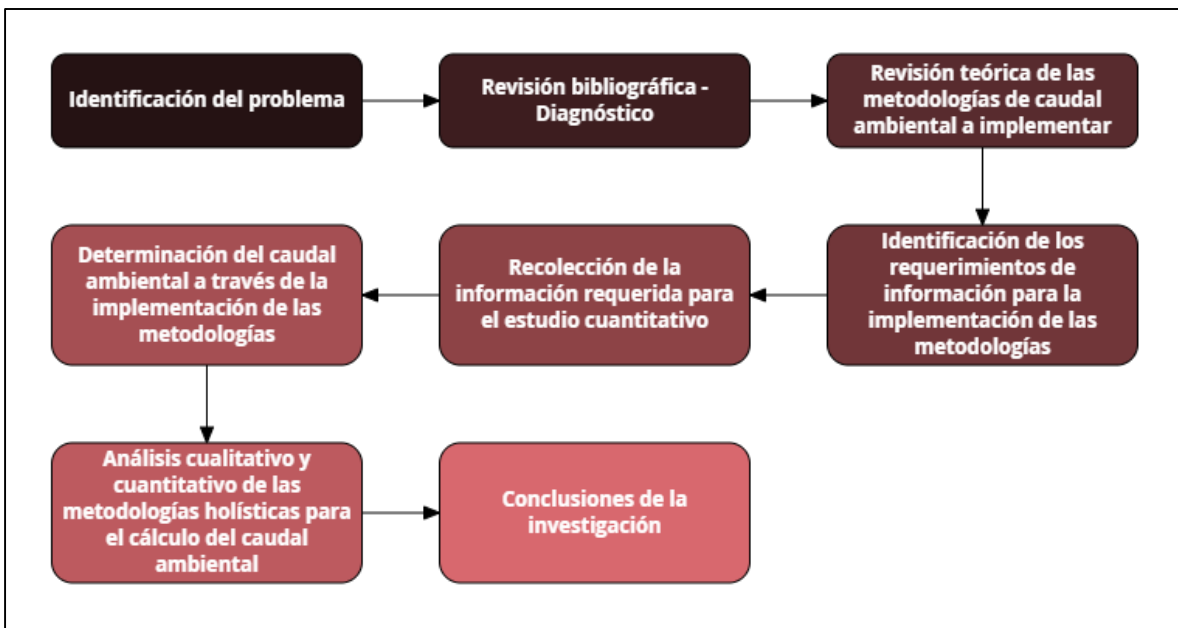 Identificación del problema
Revisión bibliográfica -
Diagnóstico
Revisión teórica de las
metodologías de caudal
ambiental a implementar
Identificación de los
requerimientos de
información para la
implementación de las
metodologías
Recolección de la
información requerida para
el estudio cuantitativo
Determinación del caudal
ambiental a través de la
implementación de las
metodologías
Análisis cualitativo y
cuantitativo de las
metodologías holísticas para
el cálculo del caudal
ambiental
Conclusiones de la
investigación